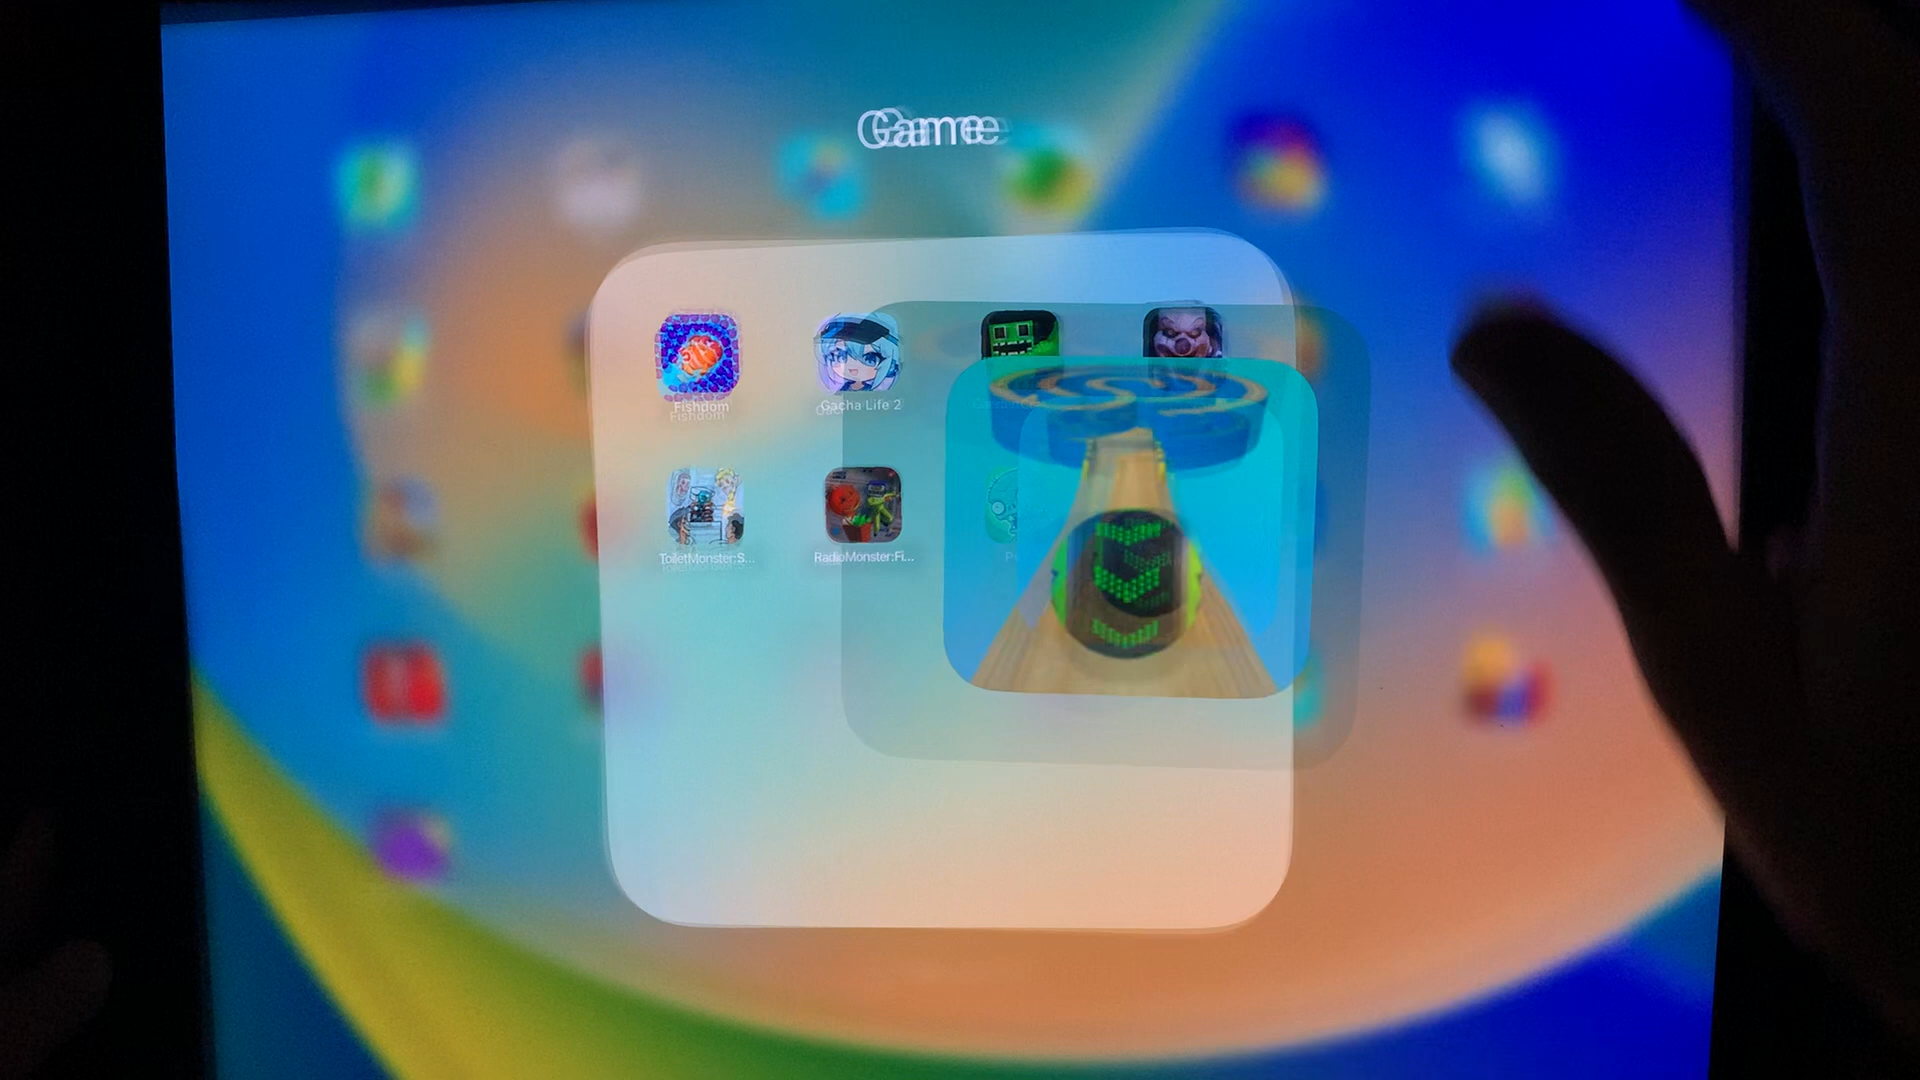 Game
Fishdom
Gacha Life 2
ToiletMonster:S...
RadioMonster:Fi...